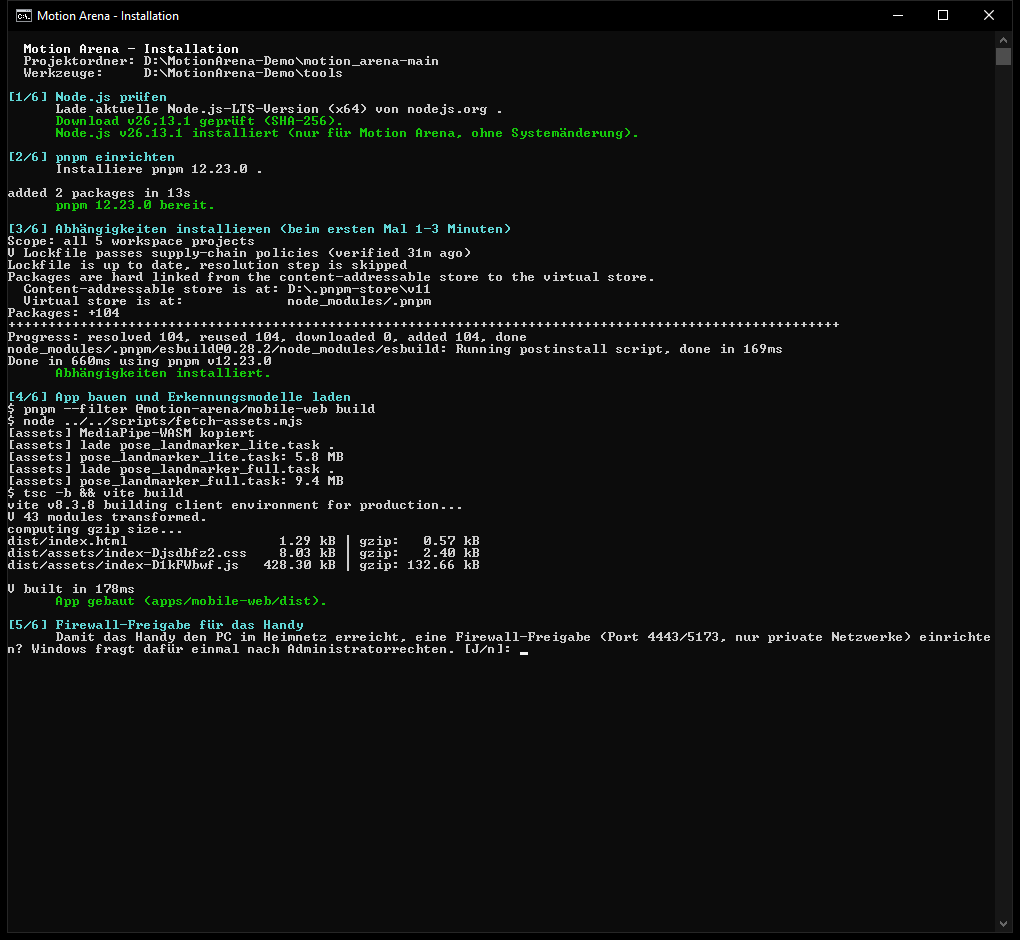 Motion Arena - Installation
Motion Arena - Installation
Projektordner: D:\MotionArena-Demo\motion_arena-main
Werkzeuge: D:\MotionArena-Demo\tools
[1/6] Node.js prüfen
Lade aktuelle Node.js-LTS-Version (x64) von nodejs.org .
Download v26.13.1 geprüft (SHA-256).
Node.js v26.13.1 installiert (nur für Motion Arena, ohne Systemänderung).
[2/6] pnpm einrichten
Installiere pnpm 12.23.0 .
added 2 packages in 13s
pnpm 12.23.0 bereit.
[3/6] Abhängigkeiten installieren (beim ersten Mal 1-3 Minuten)
Scope: all 5 workspace projects
V Lockfile passes supply-chain policies (verified 31m ago)
Lockfile is up to date, resolution step is skipped
Packages are hard linked from the content-addressable store to the virtual store.
Content-addressable store is at: D:\.pnpm-store\v11
Virtual store is at: node_modules/.pnpm
Packages: +104
++++++++++++++++++++++++++++++++++++++++++++++++++++++++++++++++++++++++++++++++++++++++++++++++++++++++
Progress: resolved 104, reused 104, downloaded 0, added 104, done
node_modules/.pnpm/esbuild@0.28.2/node_modules/esbuild: Running postinstall script, done in 169ms
Done in 660ms using pnpm v12.23.0
Abhängigkeiten installiert.
[4/6] App bauen und Erkennungsmodelle laden
$ pnpm --filter @motion-arena/mobile-web build
$ node ../../scripts/fetch-assets.mjs
[assets] MediaPipe-WASM kopiert
[assets] lade pose_landmarker_lite.task .
[assets] pose_landmarker_lite.task: 5.8 MB
[assets] lade pose_landmarker_full.task .
[assets] pose_landmarker_full.task: 9.4 MB
$ tsc -b && vite build
vite v8.3.8 building client environment for production...
V 43 modules transformed.
computing gzip size...
dist/index.html 1.29 kB | gzip: 0.57 kB
dist/assets/index-Djsdbfz2.css 8.03 kB | gzip: 2.40 kB
dist/assets/index-D1kFWbwf.js 428.30 kB | gzip: 132.66 kB
V built in 178ms
App gebaut (apps/mobile-web/dist).
[5/6] Firewall-Freigabe für das Handy
Damit das Handy den PC im Heimnetz erreicht, eine Firewall-Freigabe (Port 4443/5173, nur private Netzwerke) einrichte
n? Windows fragt dafür einmal nach Administratorrechten. [J/n]: _